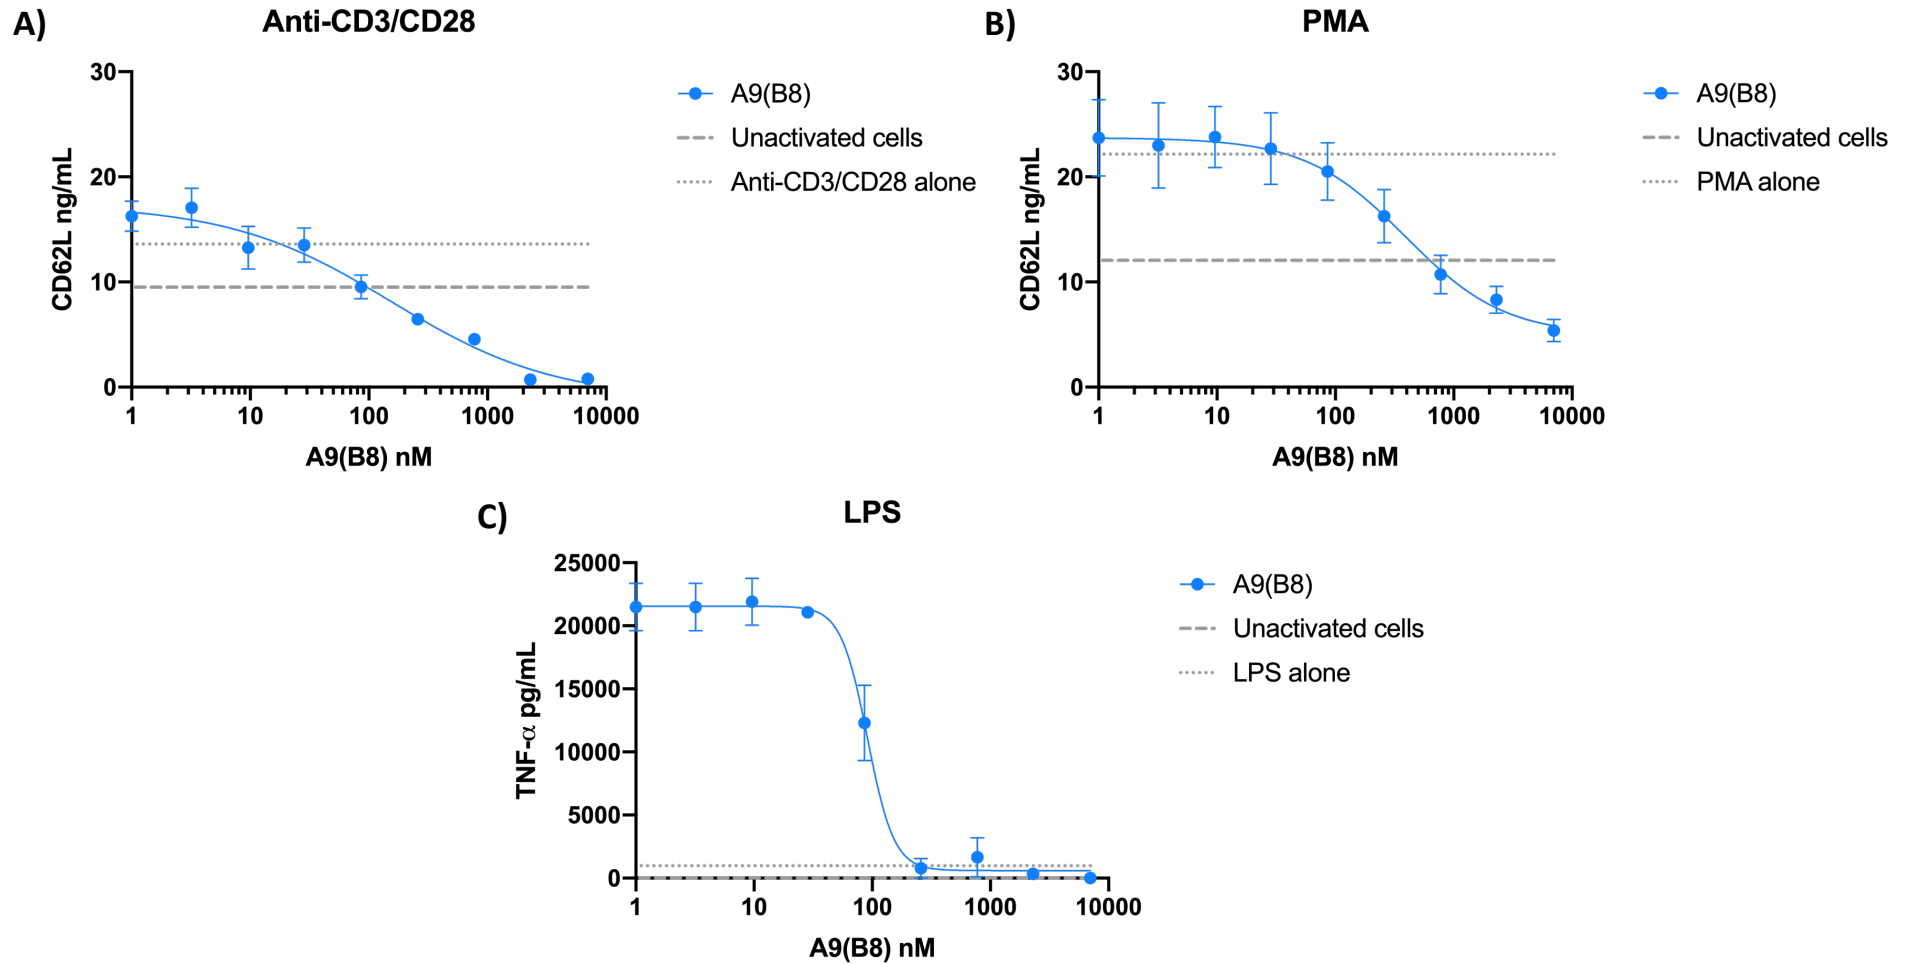 A)
Anti-CD3/CD28
30
20
10
0
CD62L ng/mL
1 10 100 1000 10000
A9(B8) nM
A9(B8)
Unactivated cells
Anti-CD3/CD28 alone
B)
PMA
30
20
10
0
CD62L ng/mL
1 10 100 1000 10000
A9(B8) nM
A9(B8)
Unactivated cells
PMA alone
C)
LPS
25000
20000
15000
10000
5000
0
TNF-α pg/mL
1 10 100 1000 10000
A9(B8) nM
A9(B8)
Unactivated cells
LPS alone